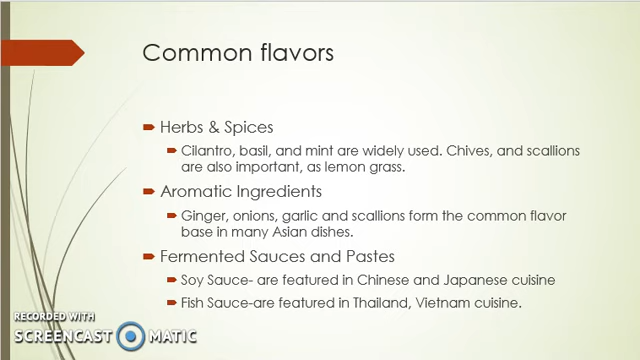 Common flavors
Herbs & Spices
Cilantro, basil, and mint are widely used. Chives, and scallions
are also important, as lemon grass.
Aromatic Ingredients
Ginger, onions, garlic and scallions form the common flavor
base in many Asian dishes.
Fermented Sauces and Pastes
Soy Sauce- are featured in Chinese and Japanese cuisine
Fish Sauce-are featured in Thailand, Vietnam cuisine.
RECORDED WITH
SCREENCAST MATIC